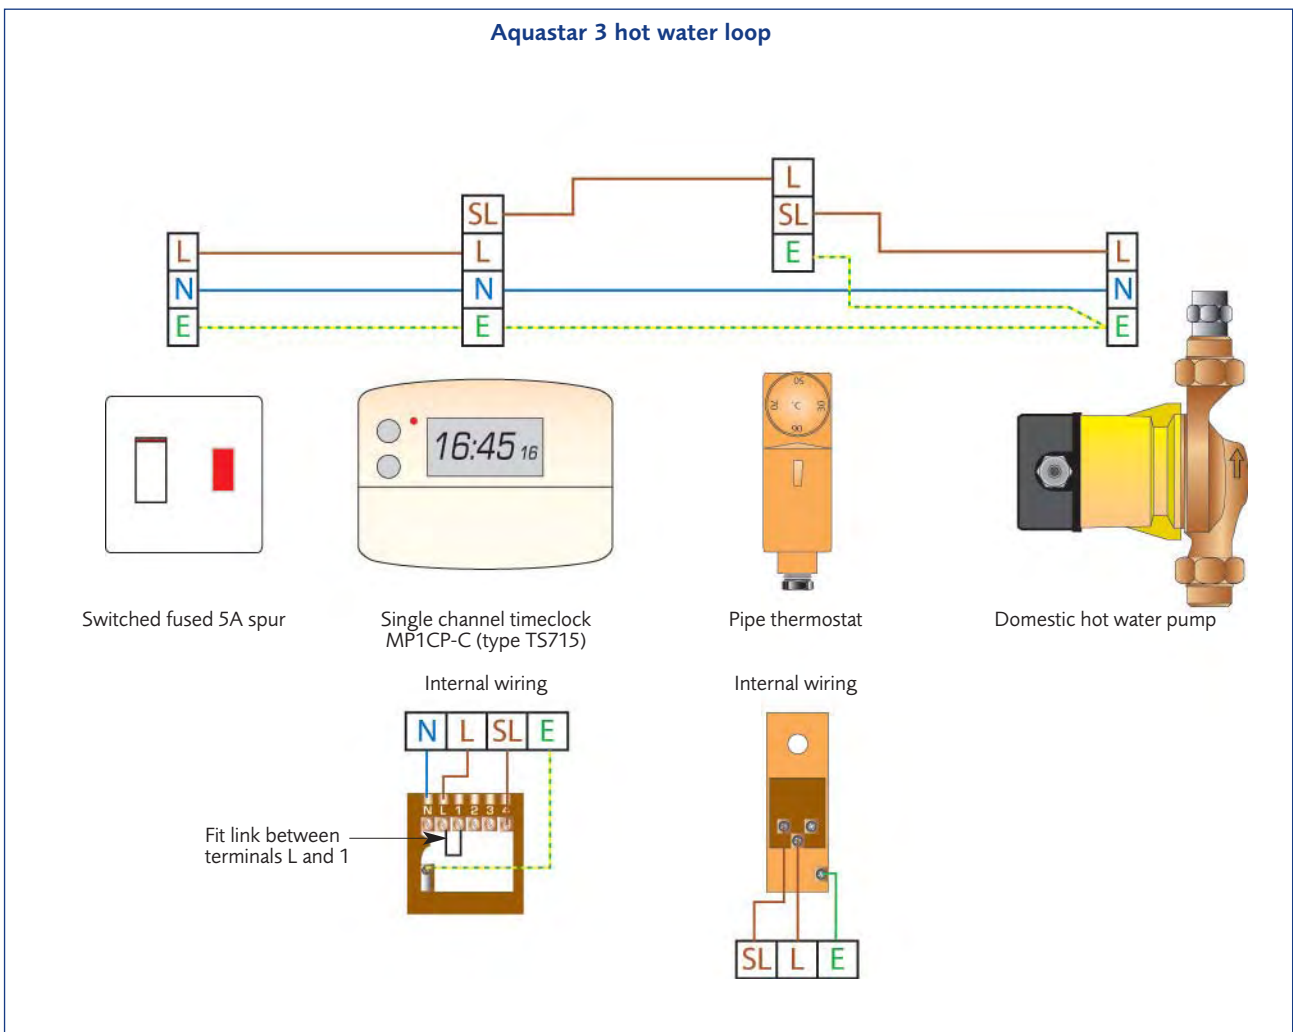 Aquastar 3 hot water loop
L
SL
SL
L
L
E
L
N
N
N
E
E
E
16:45 16
50
70
°C
30
90
Switched fused 5A spur
Single channel timeclock
MP1CP-C (type TS715)
Pipe thermostat
Domestic hot water pump
Internal wiring
Internal wiring
N L SL E
N L 1 2 3 4
Fit link between
terminals L and 1
SL L E